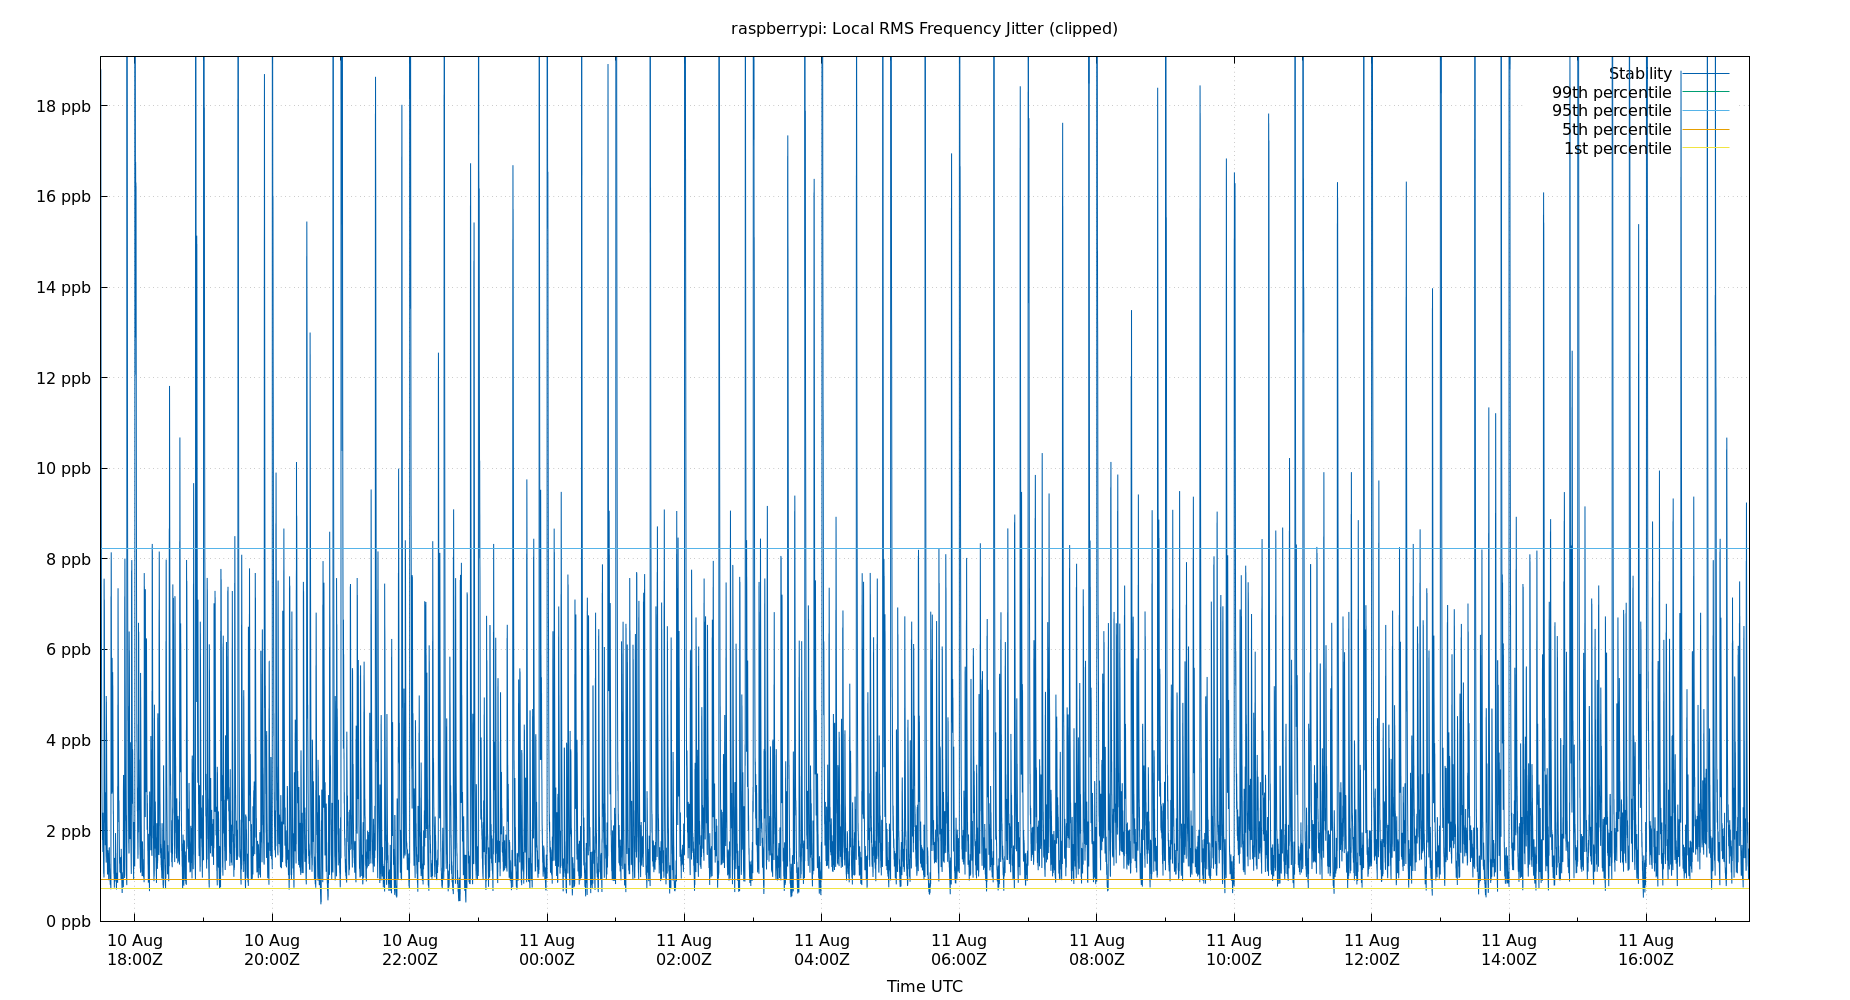 raspberrypi: Local RMS Frequency Jitter (clipped)
Stability
99th percentile
95th percentile
5th percentile
1st percentile
18 ppb
16 ppb
14 ppb
12 ppb
10 ppb
8 ppb
6 ppb
4 ppb
2 ppb
0 ppb
10 Aug 10 Aug 10 Aug 11 Aug 11 Aug 11 Aug 11 Aug 11 Aug 11 Aug 11 Aug 11 Aug 11 Aug
18:00Z 20:00Z 22:00Z 00:00Z 02:00Z 04:00Z 06:00Z 08:00Z 10:00Z 12:00Z 14:00Z 16:00Z
Time UTC